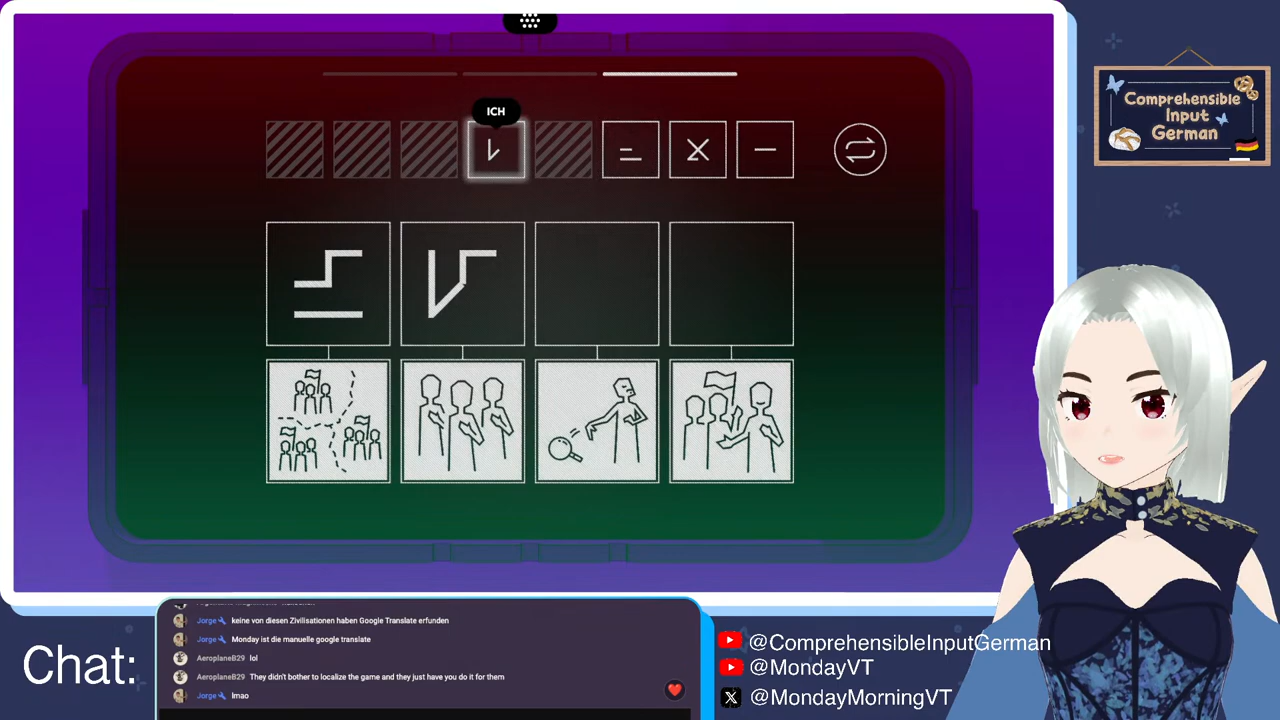 ICH
Comprehensible
Input
German
Chat:
Jorge keine von diesen Zivilisationen haben Google Translate erfunden
Jorge Monday ist die manuelle google translate
AeroplaneB29 lol
AeroplaneB29 They didn't bother to localize the game and they just have you do it for them
Jorge lmao
@ComprehensibleInputGerman
@MondayVT
@MondayMorningVT